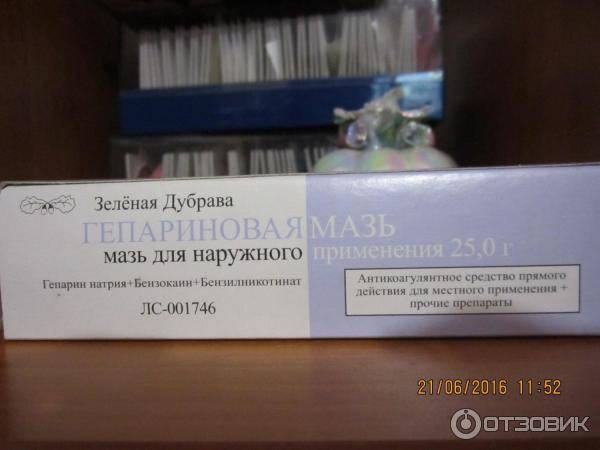 Зелёная Дубрава
ГЕПАРИНОВАЯ МАЗЬ
мазь для наружного применения 25,0 г
Гепарин натрия+Бензокаин+Бензилникотинат
ЛС-001746
Антикоагулянтное средство прямого
действия для местного применения +
прочие препараты
21/06/2016 11:52
ОТЗОВИК